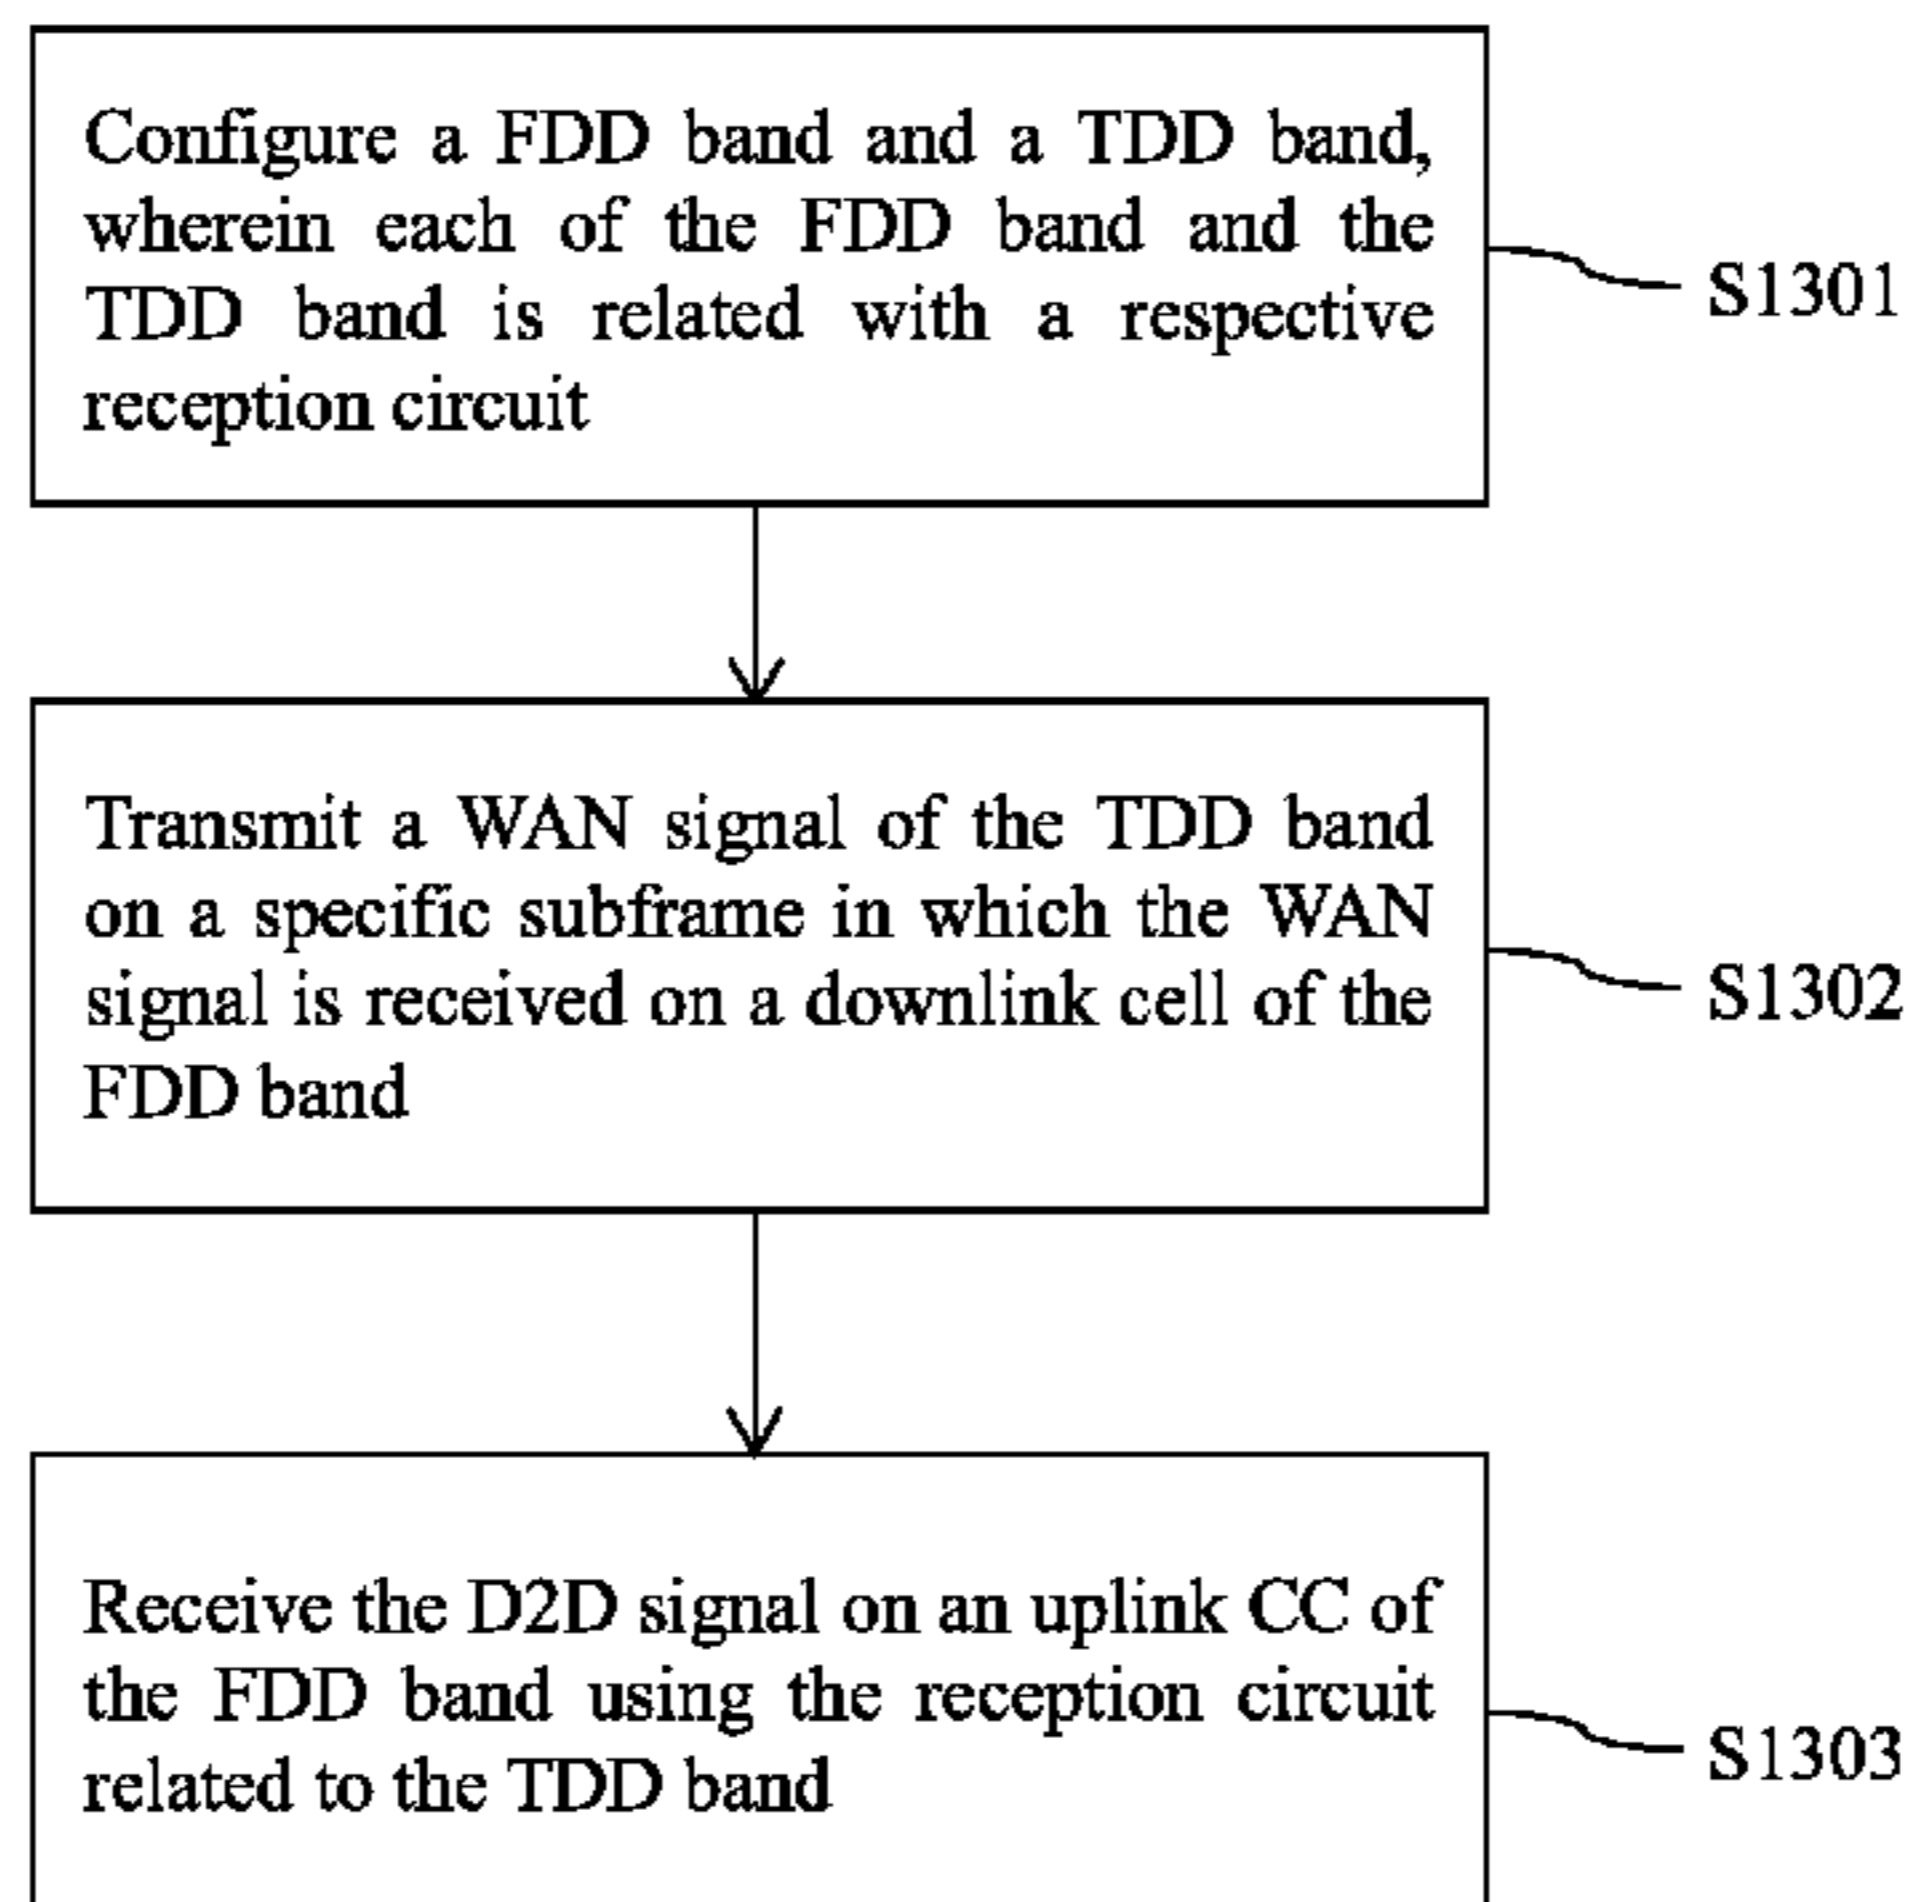 Configure a FDD band and a TDD band,
wherein each of the FDD band and the
TDD band is related with a respective
reception circuit
S1301
Transmit a WAN signal of the TDD band
on a specific subframe in which the WAN
signal is received on a downlink cell of the
FDD band
S1302
Receive the D2D signal on an uplink CC of
the FDD band using the reception circuit
related to the TDD band
S1303